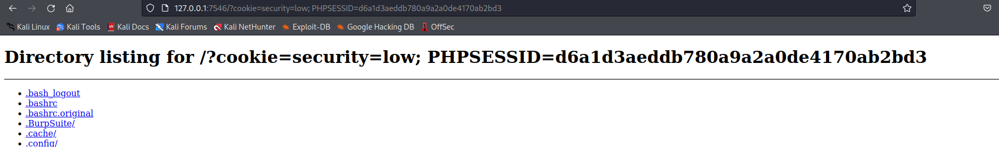 127.0.0.1:7546/?cookie=security=low; PHPSESSID=d6a1d3aeddb780a9a2a0de4170ab2bd3
Kali Linux Kali Tools Kali Docs Kali Forums Kali NetHunter Exploit-DB Google Hacking DB OffSec
Directory listing for /?cookie=security=low; PHPSESSID=d6a1d3aeddb780a9a2a0de4170ab2bd3
.bash_logout
.bashrc
.bashrc.original
.BurpSuite/
.cache/
.config/